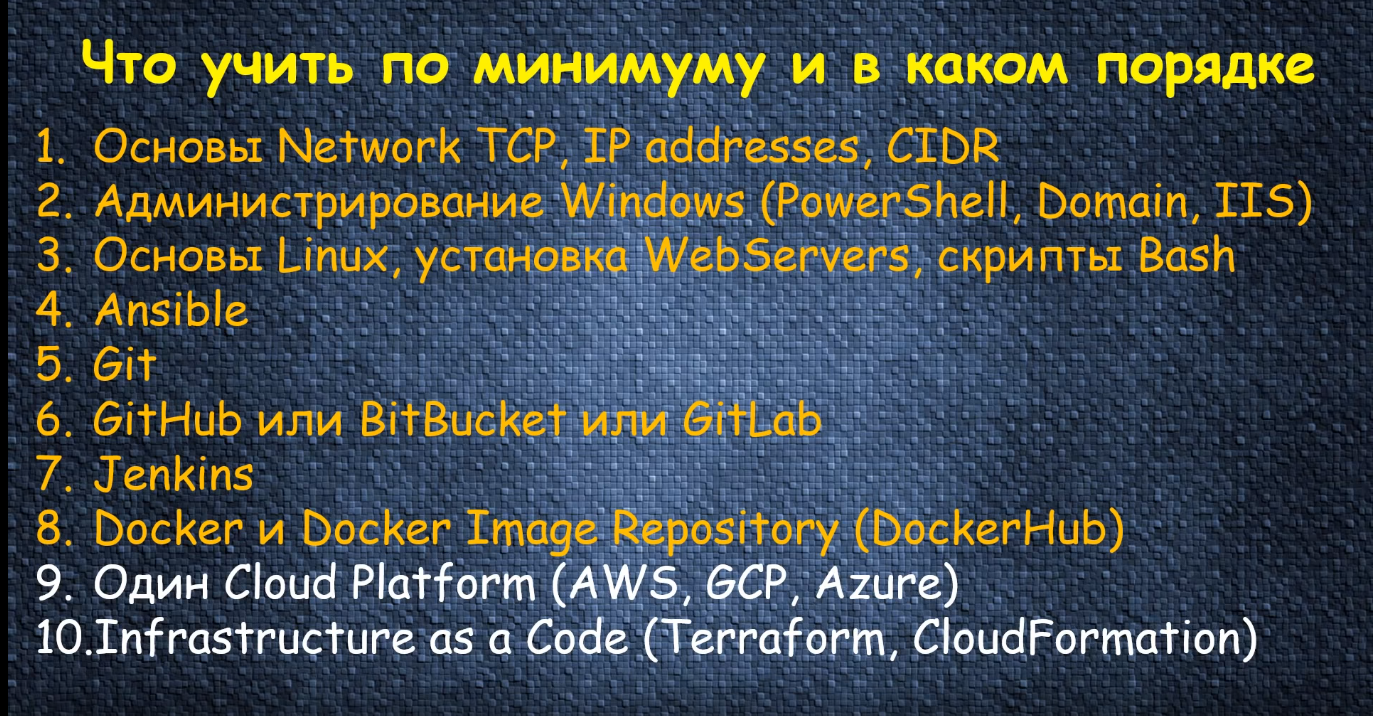 Что учить по минимуму и в каком порядке
1. Основы Network TCP, IP addresses, CIDR
2. Администрирование Windows (PowerShell, Domain, IIS)
3. Основы Linux, установка WebServers, скрипты Bash
4. Ansible
5. Git
6. GitHub или BitBucket или GitLab
7. Jenkins
8. Docker и Docker Image Repository (DockerHub)
9. Один Cloud Platform (AWS, GCP, Azure)
10.Infrastructure as a Code (Terraform, CloudFormation)